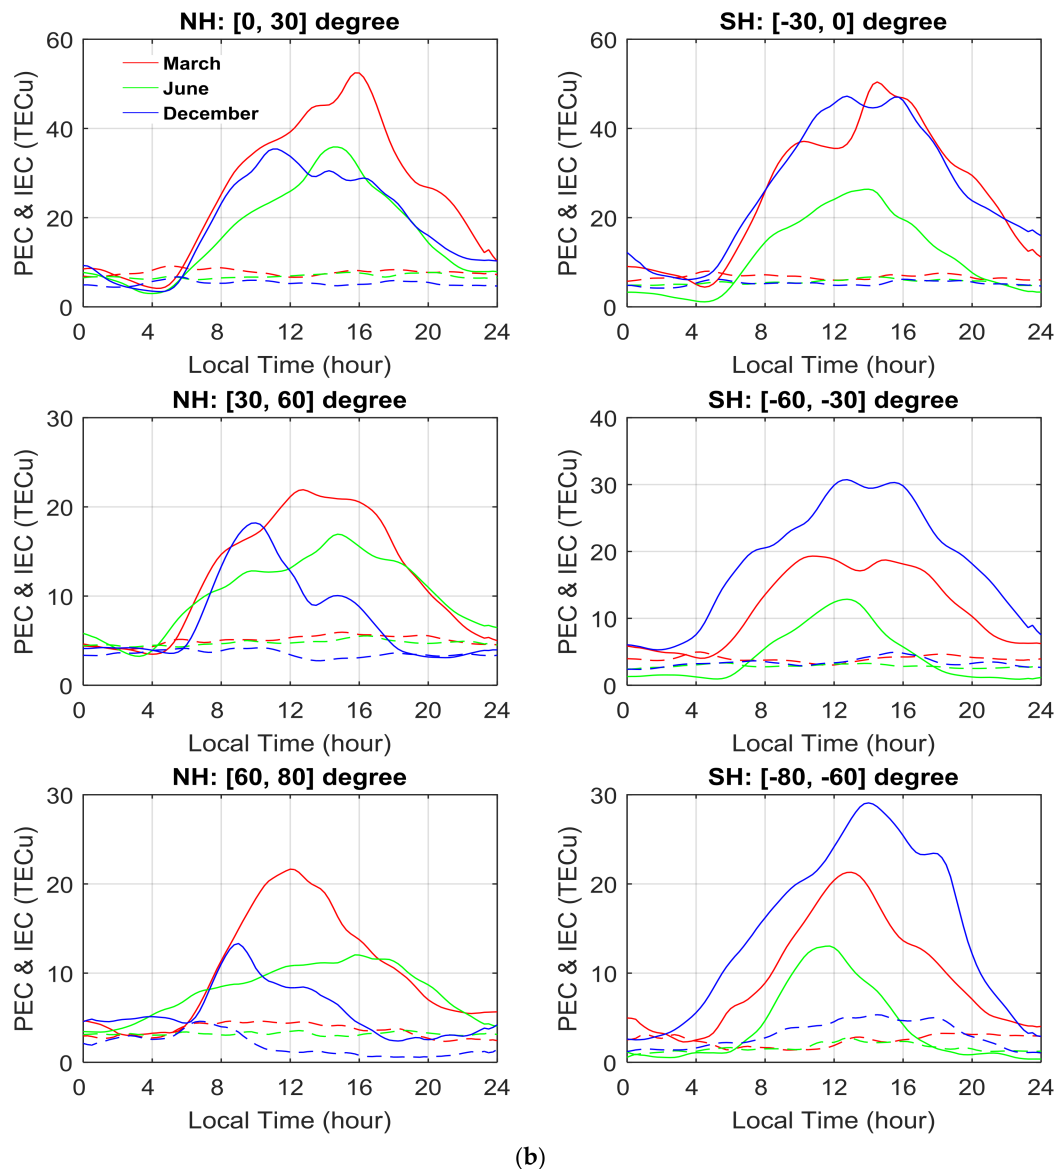 NH: [0, 30] degree
PEC & IEC (TECu)
60
40
20
0
March
June
December
0 4 8 12 16 20 24
Local Time (hour)
SH: [-30, 0] degree
PEC & IEC (TECu)
60
40
20
0
0 4 8 12 16 20 24
Local Time (hour)
NH: [30, 60] degree
PEC & IEC (TECu)
30
20
10
0
0 4 8 12 16 20 24
Local Time (hour)
SH: [-60, -30] degree
PEC & IEC (TECu)
40
30
20
10
0
0 4 8 12 16 20 24
Local Time (hour)
NH: [60, 80] degree
PEC & IEC (TECu)
30
20
10
0
0 4 8 12 16 20 24
Local Time (hour)
SH: [-80, -60] degree
PEC & IEC (TECu)
30
20
10
0
0 4 8 12 16 20 24
Local Time (hour)
(b)